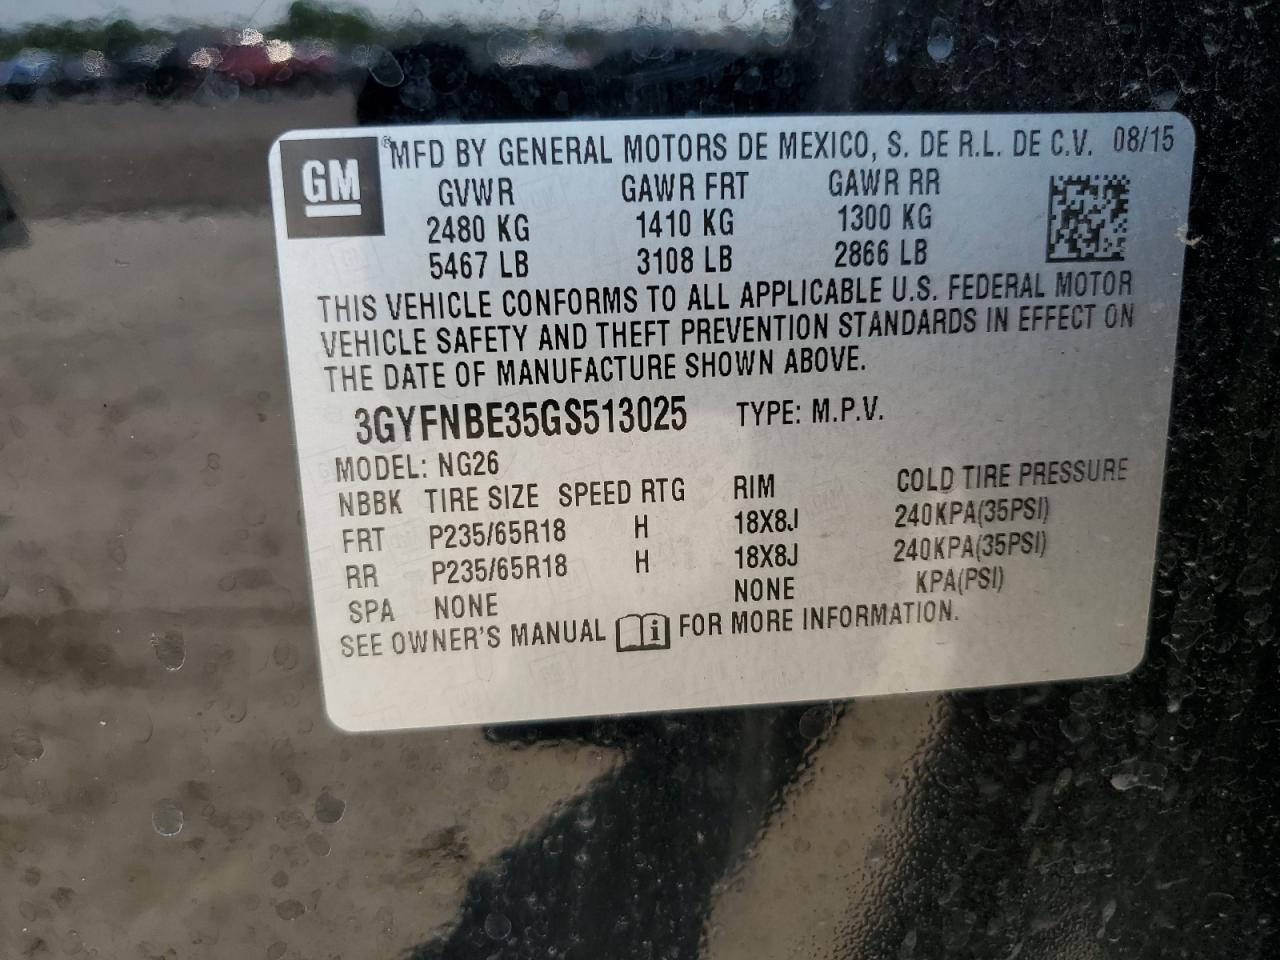 GM
® MFD BY GENERAL MOTORS DE MEXICO, S. DE R.L. DE C.V. 08/15
GVWR GAWR FRT GAWR RR
2480 KG 1410 KG 1300 KG
5467 LB 3108 LB 2866 LB
THIS VEHICLE CONFORMS TO ALL APPLICABLE U.S. FEDERAL MOTOR
VEHICLE SAFETY AND THEFT PREVENTION STANDARDS IN EFFECT ON
THE DATE OF MANUFACTURE SHOWN ABOVE.
3GYFNBE35GS513025 TYPE: M.P.V.
MODEL: NG26
NBBK TIRE SIZE SPEED RTG RIM COLD TIRE PRESSURE
FRT P235/65R18 H 18X8J 240KPA(35PSI)
RR P235/65R18 H 18X8J 240KPA(35PSI)
SPA NONE NONE KPA(PSI)
SEE OWNER'S MANUAL i FOR MORE INFORMATION.